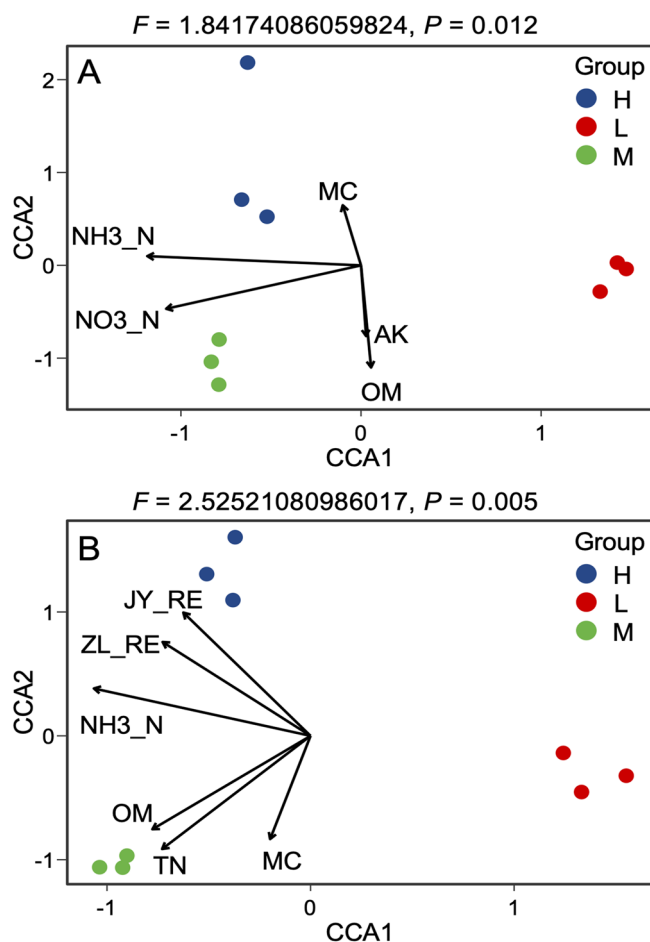 F = 1.84174086059824, P = 0.012
A
Group
H
L
M
2
1
0
-1
CCA2
MC
NH3_N
NO3_N
AK
OM
-1
0
1
CCA1
F = 2.52521080986017, P = 0.005
B
Group
H
L
M
1
0
-1
CCA2
JY_RE
ZL_RE
NH3_N
OM
TN
MC
-1
0
1
CCA1